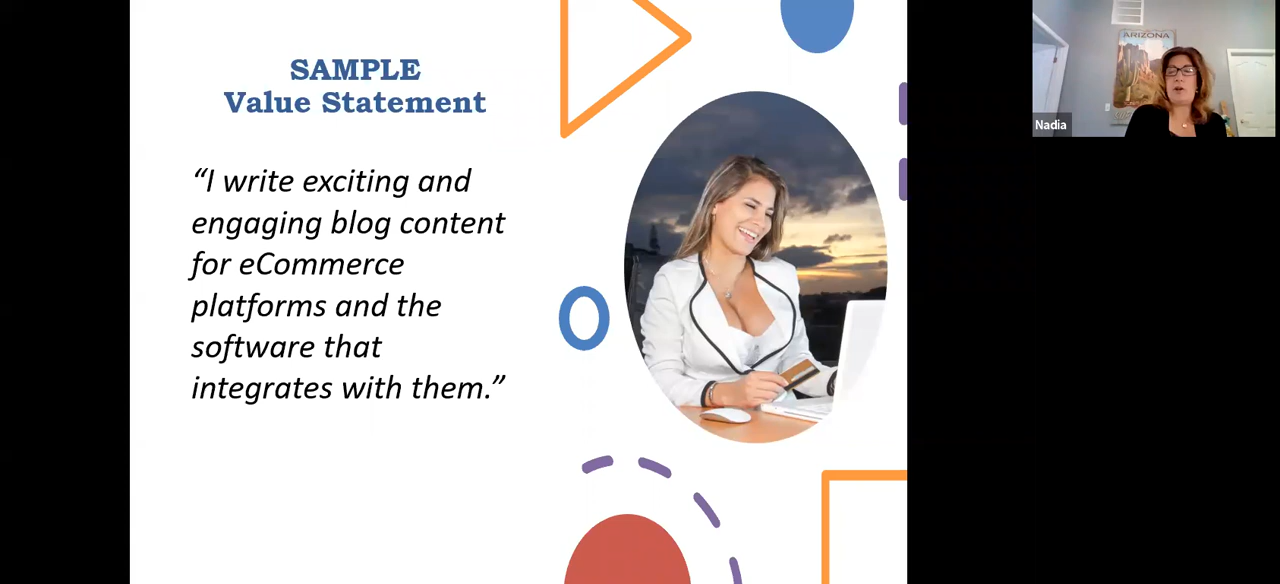 SAMPLE
Value Statement
“I write exciting and
engaging blog content
for eCommerce
platforms and the
software that
integrates with them.”
ARIZONA
Nadia